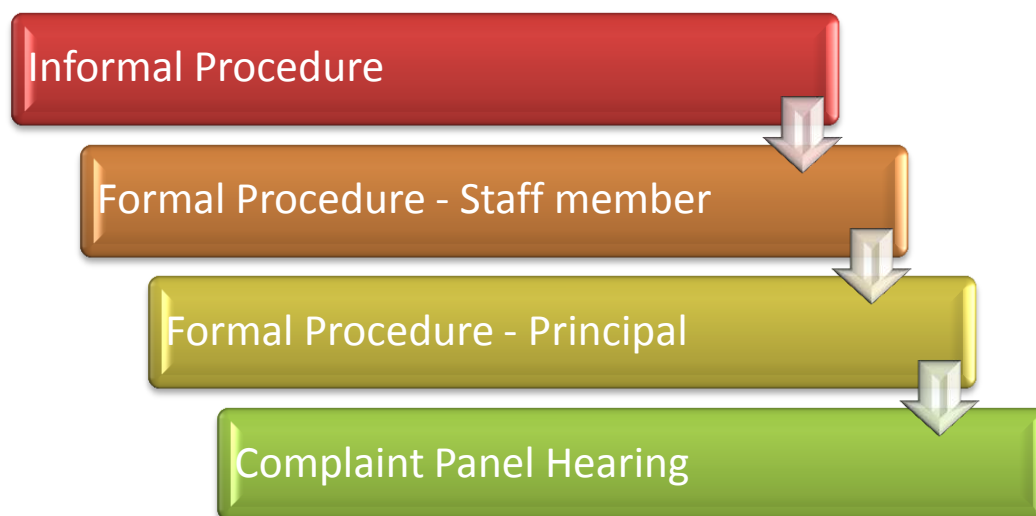 Informal Procedure
Formal Procedure - Staff member
Formal Procedure - Principal
Complaint Panel Hearing